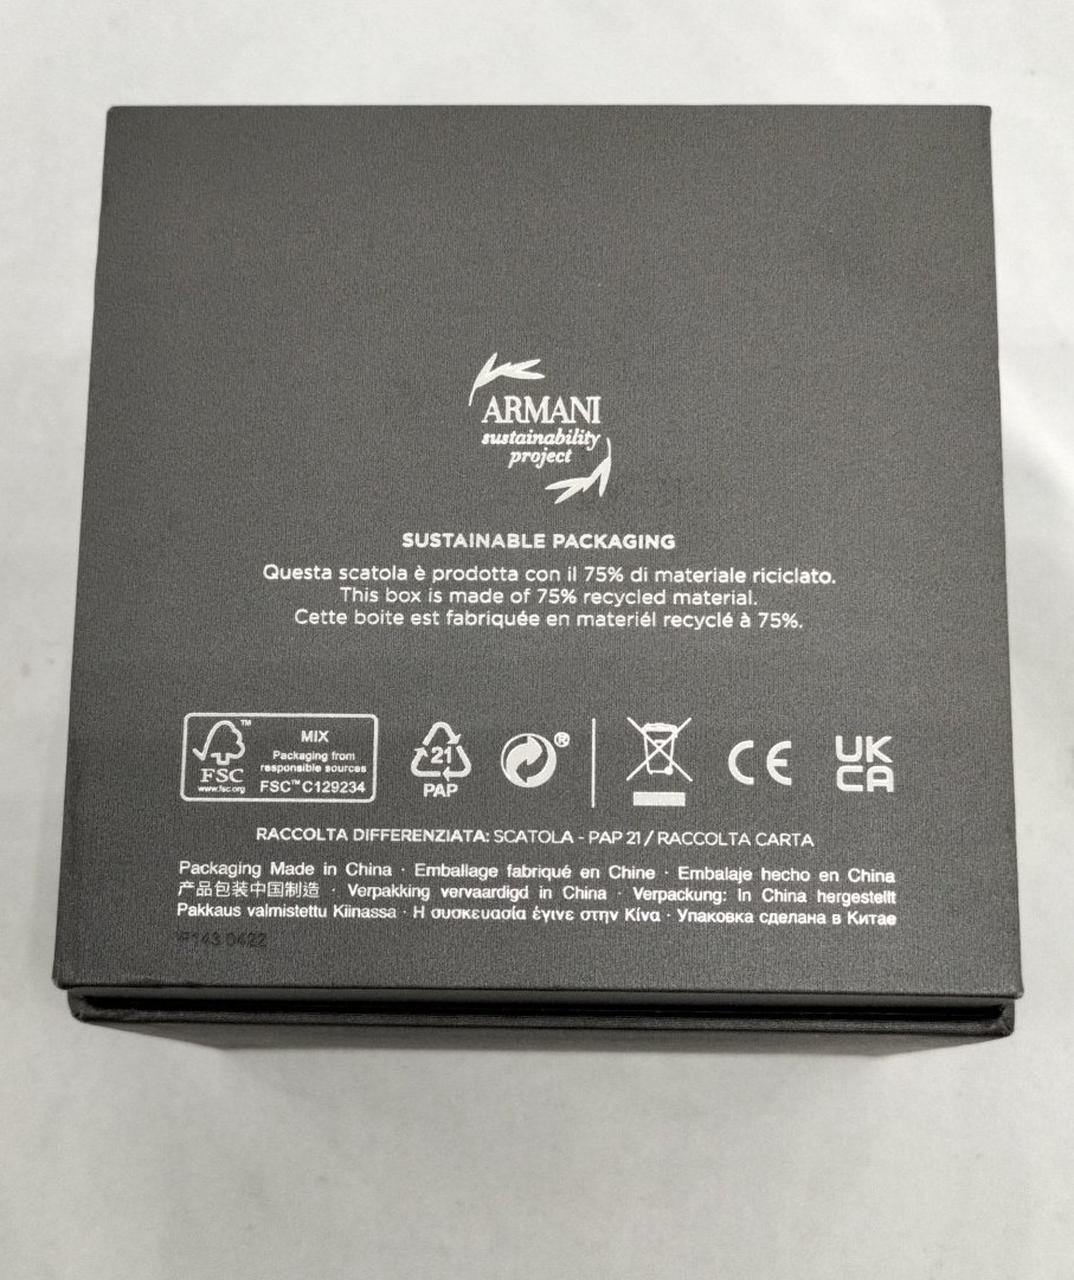 ARMANI
sustainability
project
SUSTAINABLE PACKAGING
Questa scatola è prodotta con il 75% di materiale riciclato.
This box is made of 75% recycled material.
Cette boite est fabriquée en materiél recyclé à 75%.
FSC
www.fsc.org
MIX
Packaging from
responsible sources
FSC™ C129234
21
PAP
®
CE
UK
CA
RACCOLTA DIFFERENZIATA: SCATOLA - PAP 21 / RACCOLTA CARTA
Packaging Made in China · Emballage fabriqué en Chine · Embalaje hecho en China
产品包装中国制造 · Verpakking vervaardigd in China · Verpackung: In China hergestellt
Pakkaus valmistettu Kiinassa · Η συσκευασία έγινε στην Κίνα · Упаковка сделана в Китае